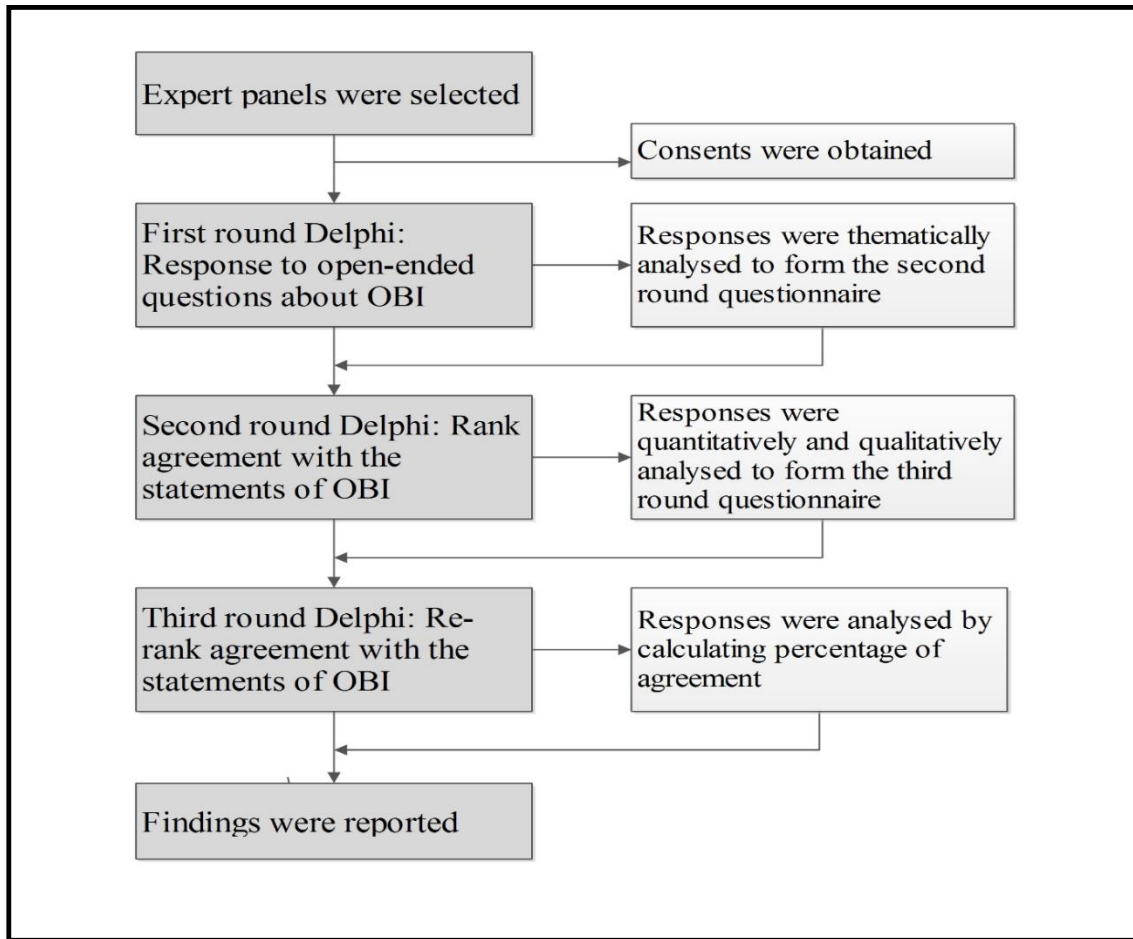 Expert panels were selected
Consents were obtained
First round Delphi:
Response to open-ended
questions about OBI
Responses were thematically
analysed to form the second
round questionnaire
Second round Delphi: Rank
agreement with the
statements of OBI
Responses were
quantitatively and qualitatively
analysed to form the third
round questionnaire
Third round Delphi: Re-
rank agreement with the
statements of OBI
Responses were analysed by
calculating percentage of
agreement
Findings were reported